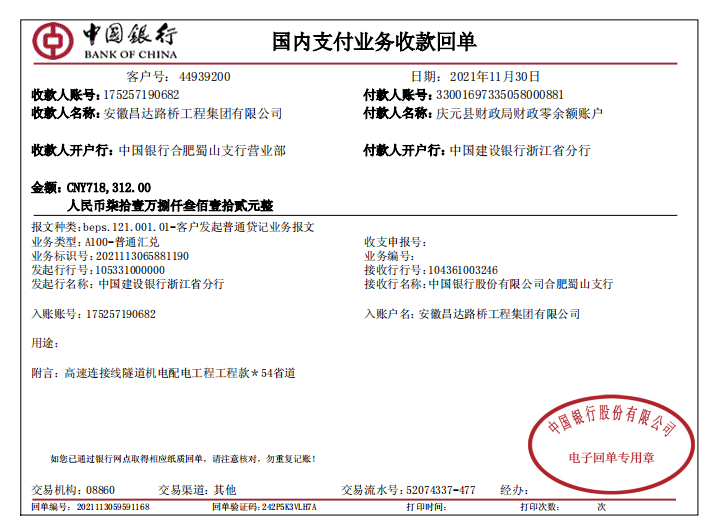 中国银行
BANK OF CHINA
国内支付业务收款回单
客户号： 44939200
日期： 2021年11月30日
收款人账号：175257190682
付款人账号：33001697335058000881
收款人名称：安徽昌达路桥工程集团有限公司
付款人名称：庆元县财政局财政零余额账户
收款人开户行：中国银行合肥蜀山支行营业部
付款人开户行：中国建设银行浙江省分行
金额：CNY718,312.00
人民币柒拾壹万捌仟叁佰壹拾贰元整
报文种类：beps.121.001.01-客户发起普通贷记业务报文
业务类型：A100-普通汇兑
收支申报号：
业务标识号：2021113065881190
业务编号：
发起行行号：105331000000
接收行行号：104361003246
发起行名称：中国建设银行浙江省分行
接收行名称：中国银行股份有限公司合肥蜀山支行
入账账号：175257190682
入账户名：安徽昌达路桥工程集团有限公司
用途：
附言：高速连接线隧道机电配电工程工程款＊54省道
中国银行股份有限公司
电子回单专用章
如您已通过银行网点取得相应纸质回单，请注意核对，勿重复记账！
交易机构：08860
交易渠道：其他
交易流水号：52074337-477
经办：
回单编号：2021113059591168
回单验证码：242P5K3VLH7A
打印时间：
打印次数：
次